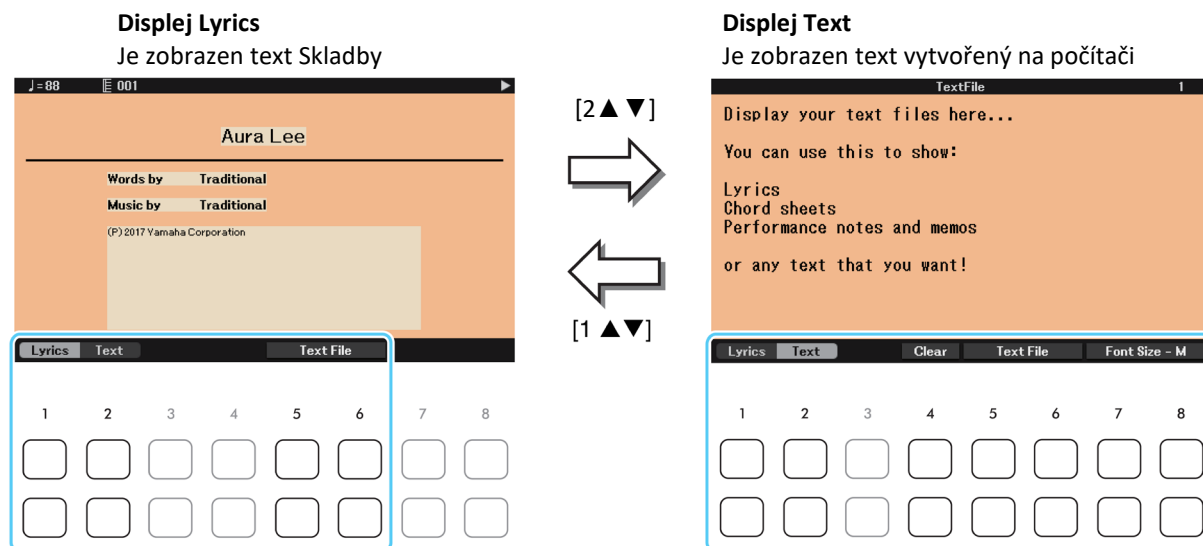 Displej Lyrics
Je zobrazen text Skladby
♩= 88 001
Aura Lee
Words by Traditional
Music by Traditional
(P) 2017 Yamaha Corporation
Lyrics Text Text File
1 2 3 4 5 6 7 8
[2▲▼]
[1 ▲▼]
Displej Text
Je zobrazen text vytvořený na počítači
TextFile 1
Display your text files here...
You can use this to show:
Lyrics
Chord sheets
Performance notes and memos
or any text that you want!
Lyrics Text Clear Text File Font Size - M
1 2 3 4 5 6 7 8